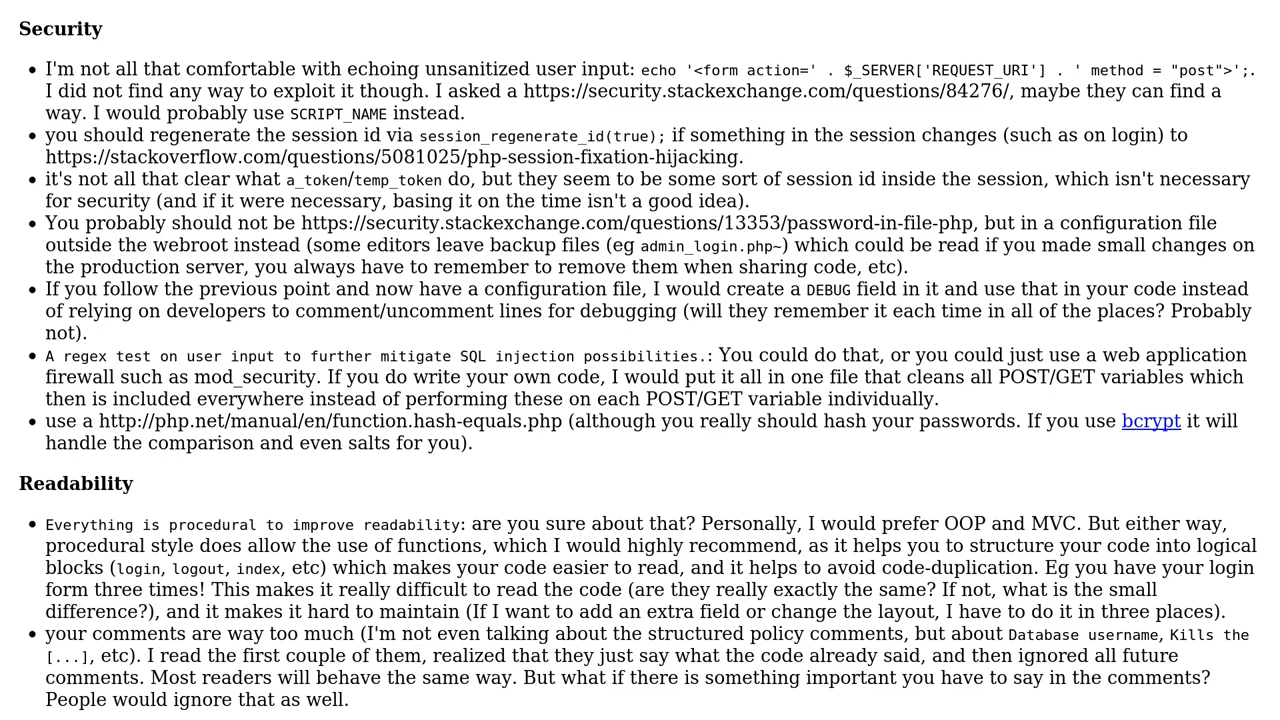 Security
I'm not all that comfortable with echoing unsanitized user input: echo '<form action=' . $_SERVER['REQUEST_URI'] . ' method = "post">';.
I did not find any way to exploit it though. I asked a https://security.stackexchange.com/questions/84276/, maybe they can find a
way. I would probably use SCRIPT_NAME instead.
you should regenerate the session id via session_regenerate_id(true); if something in the session changes (such as on login) to
https://stackoverflow.com/questions/5081025/php-session-fixation-hijacking.
it's not all that clear what a_token/temp_token do, but they seem to be some sort of session id inside the session, which isn't necessary
for security (and if it were necessary, basing it on the time isn't a good idea).
You probably should not be https://security.stackexchange.com/questions/13353/password-in-file-php, but in a configuration file
outside the webroot instead (some editors leave backup files (eg admin_login.php~) which could be read if you made small changes on
the production server, you always have to remember to remove them when sharing code, etc).
If you follow the previous point and now have a configuration file, I would create a DEBUG field in it and use that in your code instead
of relying on developers to comment/uncomment lines for debugging (will they remember it each time in all of the places? Probably
not).
A regex test on user input to further mitigate SQL injection possibilities.: You could do that, or you could just use a web application
firewall such as mod_security. If you do write your own code, I would put it all in one file that cleans all POST/GET variables which
then is included everywhere instead of performing these on each POST/GET variable individually.
use a http://php.net/manual/en/function.hash-equals.php (although you really should hash your passwords. If you use bcrypt it will
handle the comparison and even salts for you).
Readability
Everything is procedural to improve readability: are you sure about that? Personally, I would prefer OOP and MVC. But either way,
procedural style does allow the use of functions, which I would highly recommend, as it helps you to structure your code into logical
blocks (login, logout, index, etc) which makes your code easier to read, and it helps to avoid code-duplication. Eg you have your login
form three times! This makes it really difficult to read the code (are they really exactly the same? If not, what is the small
difference?), and it makes it hard to maintain (If I want to add an extra field or change the layout, I have to do it in three places).
your comments are way too much (I'm not even talking about the structured policy comments, but about Database username, Kills the
[...], etc). I read the first couple of them, realized that they just say what the code already said, and then ignored all future
comments. Most readers will behave the same way. But what if there is something important you have to say in the comments?
People would ignore that as well.